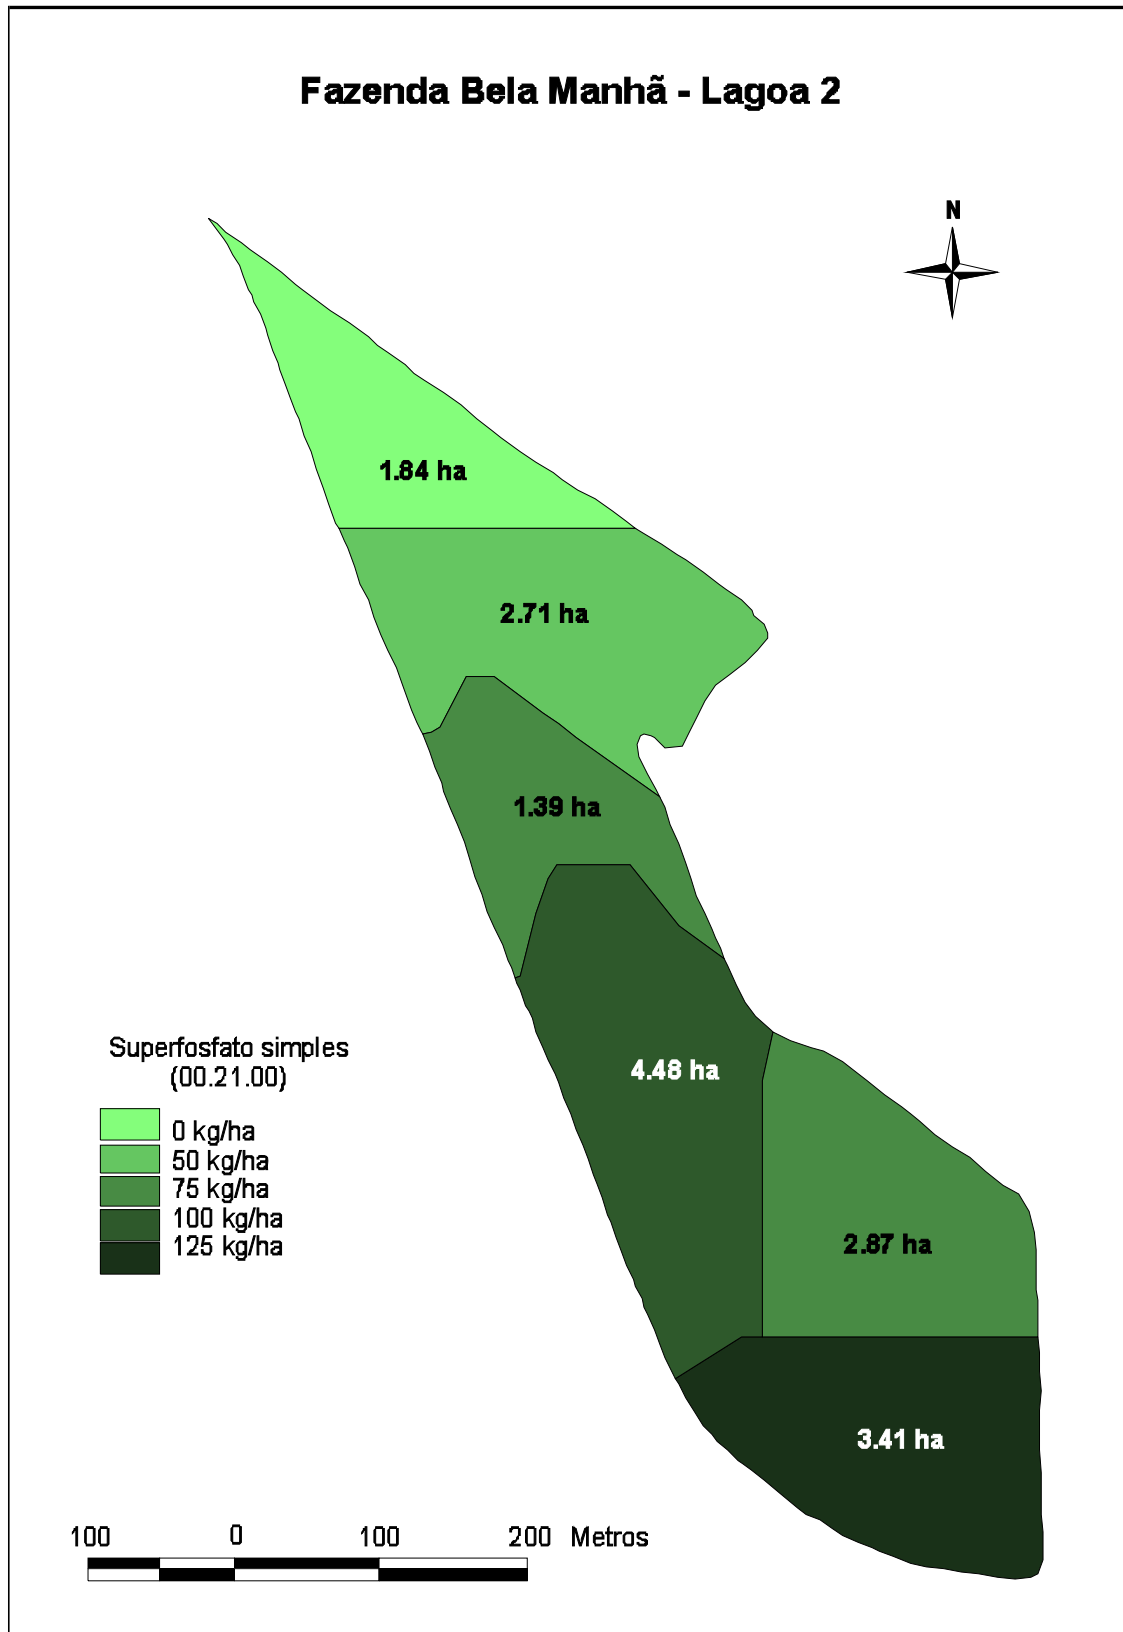 Fazenda Bela Manhã - Lagoa 2
N
1.84 ha
2.71 ha
1.39 ha
4.48 ha
2.87 ha
3.41 ha
Superfosfato simples
(00.21.00)
0 kg/ha
50 kg/ha
75 kg/ha
100 kg/ha
125 kg/ha
100 0 100 200 Metros